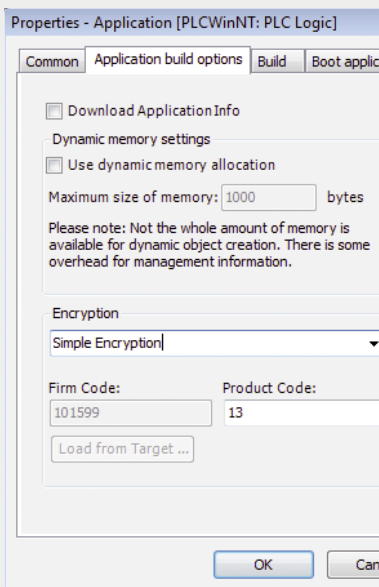 Properties - Application [PLCWinNT: PLC Logic]
Common Application build options Build Boot applic
Download Application Info
Dynamic memory settings
Use dynamic memory allocation
Maximum size of memory: 1000 bytes
Please note: Not the whole amount of memory is
available for dynamic object creation. There is some
overhead for management information.
Encryption
Simple Encryption
Firm Code: Product Code:
101599 13
Load from Target ...
OK Can